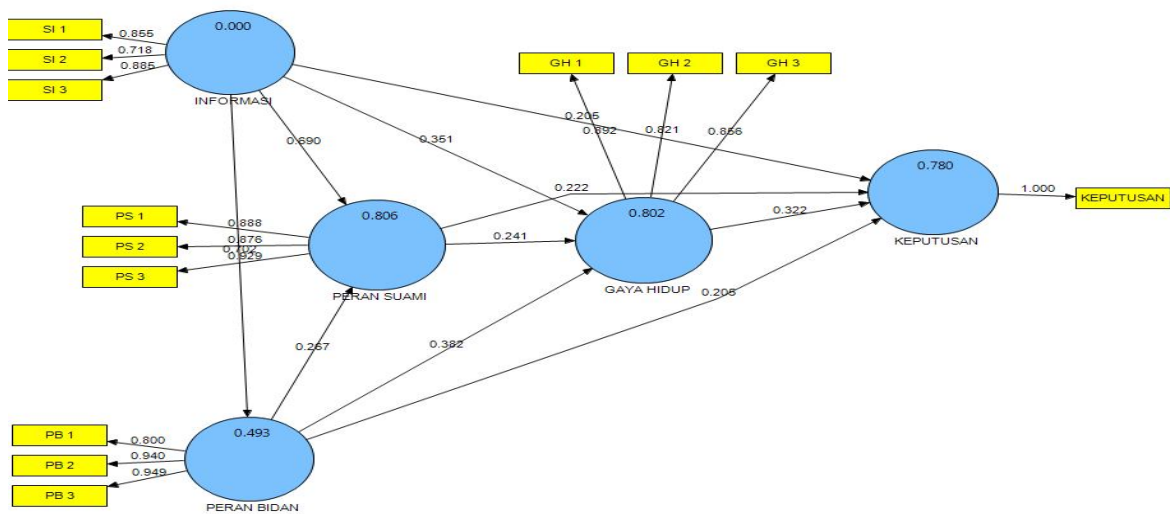 SI 1
0.855
SI 2
0.718
SI 3
0.885
0.000
INFORMASI
GH 1
GH 2
GH 3
0.892
0.821
0.856
0.205
0.351
0.690
0.222
0.780
KEPUTUSAN
1.000
KEPUTUSAN
PS 1
0.888
PS 2
0.876
PS 3
0.929
0.702
0.806
PERAN SUAMI
0.241
0.802
GAYA HIDUP
0.322
0.205
0.382
0.267
PB 1
0.800
PB 2
0.940
PB 3
0.949
0.493
PERAN BIDAN